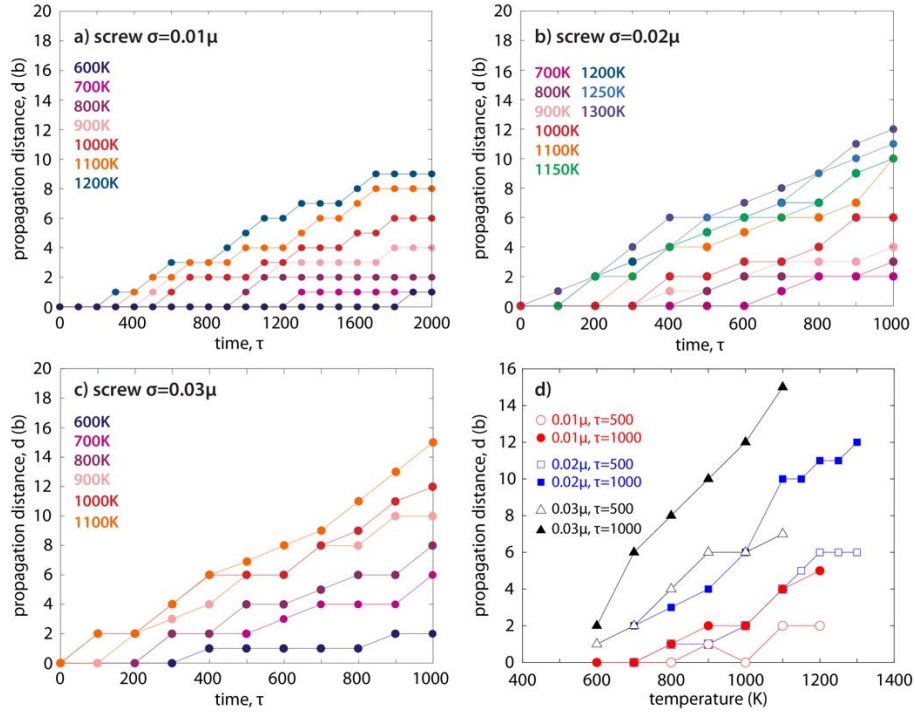 a) screw σ=0.01μ
600K
700K
800K
900K
1000K
1100K
1200K
propagation distance, d (b)
20
18
16
14
12
10
8
6
4
2
0
0 400 800 1200 1600 2000
time, τ
b) screw σ=0.02μ
700K 1200K
800K 1250K
900K 1300K
1000K
1100K
1150K
propagation distance, d (b)
20
18
16
14
12
10
8
6
4
2
0
0 200 400 600 800 1000
time, τ
c) screw σ=0.03μ
600K
700K
800K
900K
1000K
1100K
propagation distance, d (b)
20
18
16
14
12
10
8
6
4
2
0
0 200 400 600 800 1000
time, τ
d)
0.01μ, τ=500
0.01μ, τ=1000
0.02μ, τ=500
0.02μ, τ=1000
0.03μ, τ=500
0.03μ, τ=1000
propagation distance, d (b)
16
14
12
10
8
6
4
2
0
400 600 800 1000 1200 1400
temperature (K)